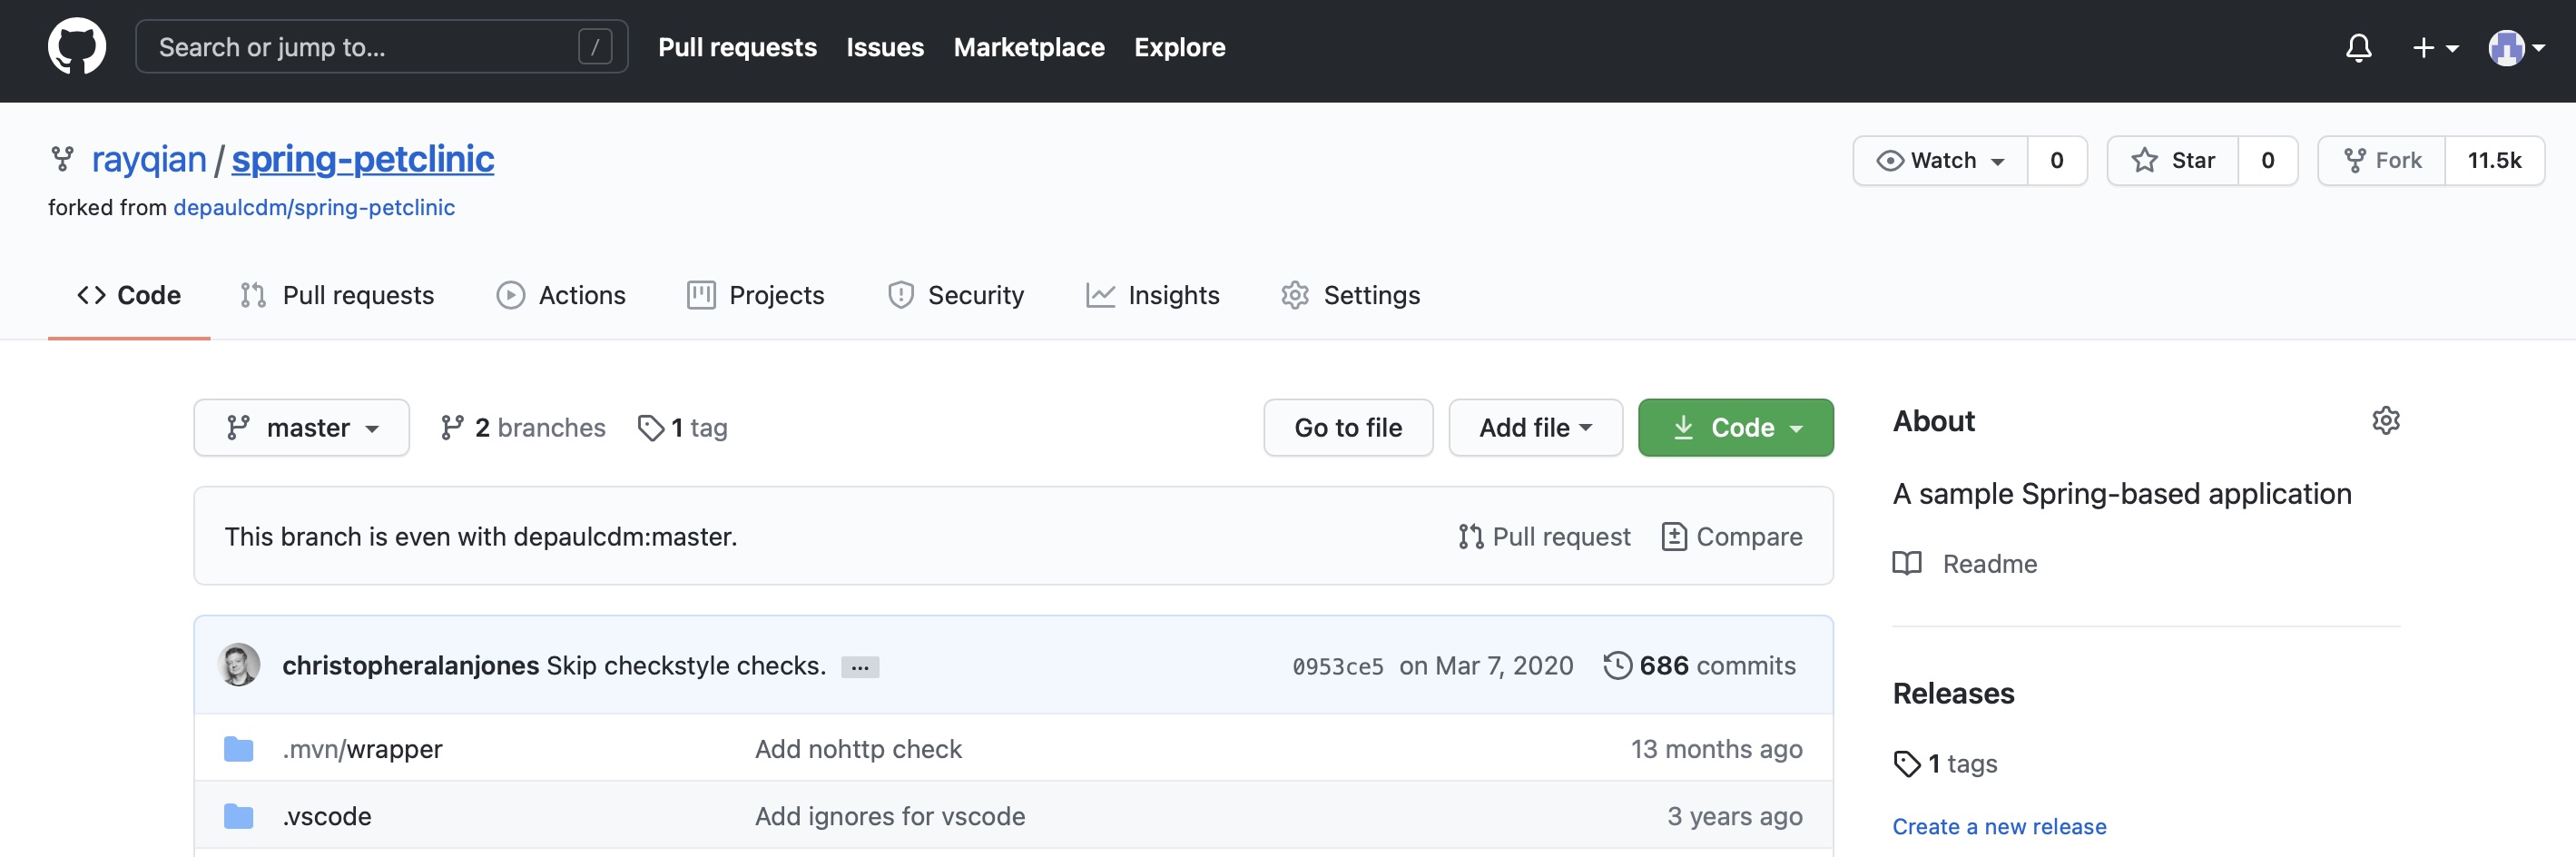 Search or jump to... /
Pull requests Issues Marketplace Explore
rayqian / spring-petclinic
Watch 0 Star 0 Fork 11.5k
forked from depaulcdm/spring-petclinic
Code Pull requests Actions Projects Security Insights Settings
master 2 branches 1 tag
Go to file Add file Code
This branch is even with depaulcdm:master.
Pull request Compare
christopheralanjones Skip checkstyle checks. ...
0953ce5 on Mar 7, 2020 686 commits
.mvn/wrapper Add nohttp check 13 months ago
.vscode Add ignores for vscode 3 years ago
About
A sample Spring-based application
Readme
Releases
1 tags
Create a new release